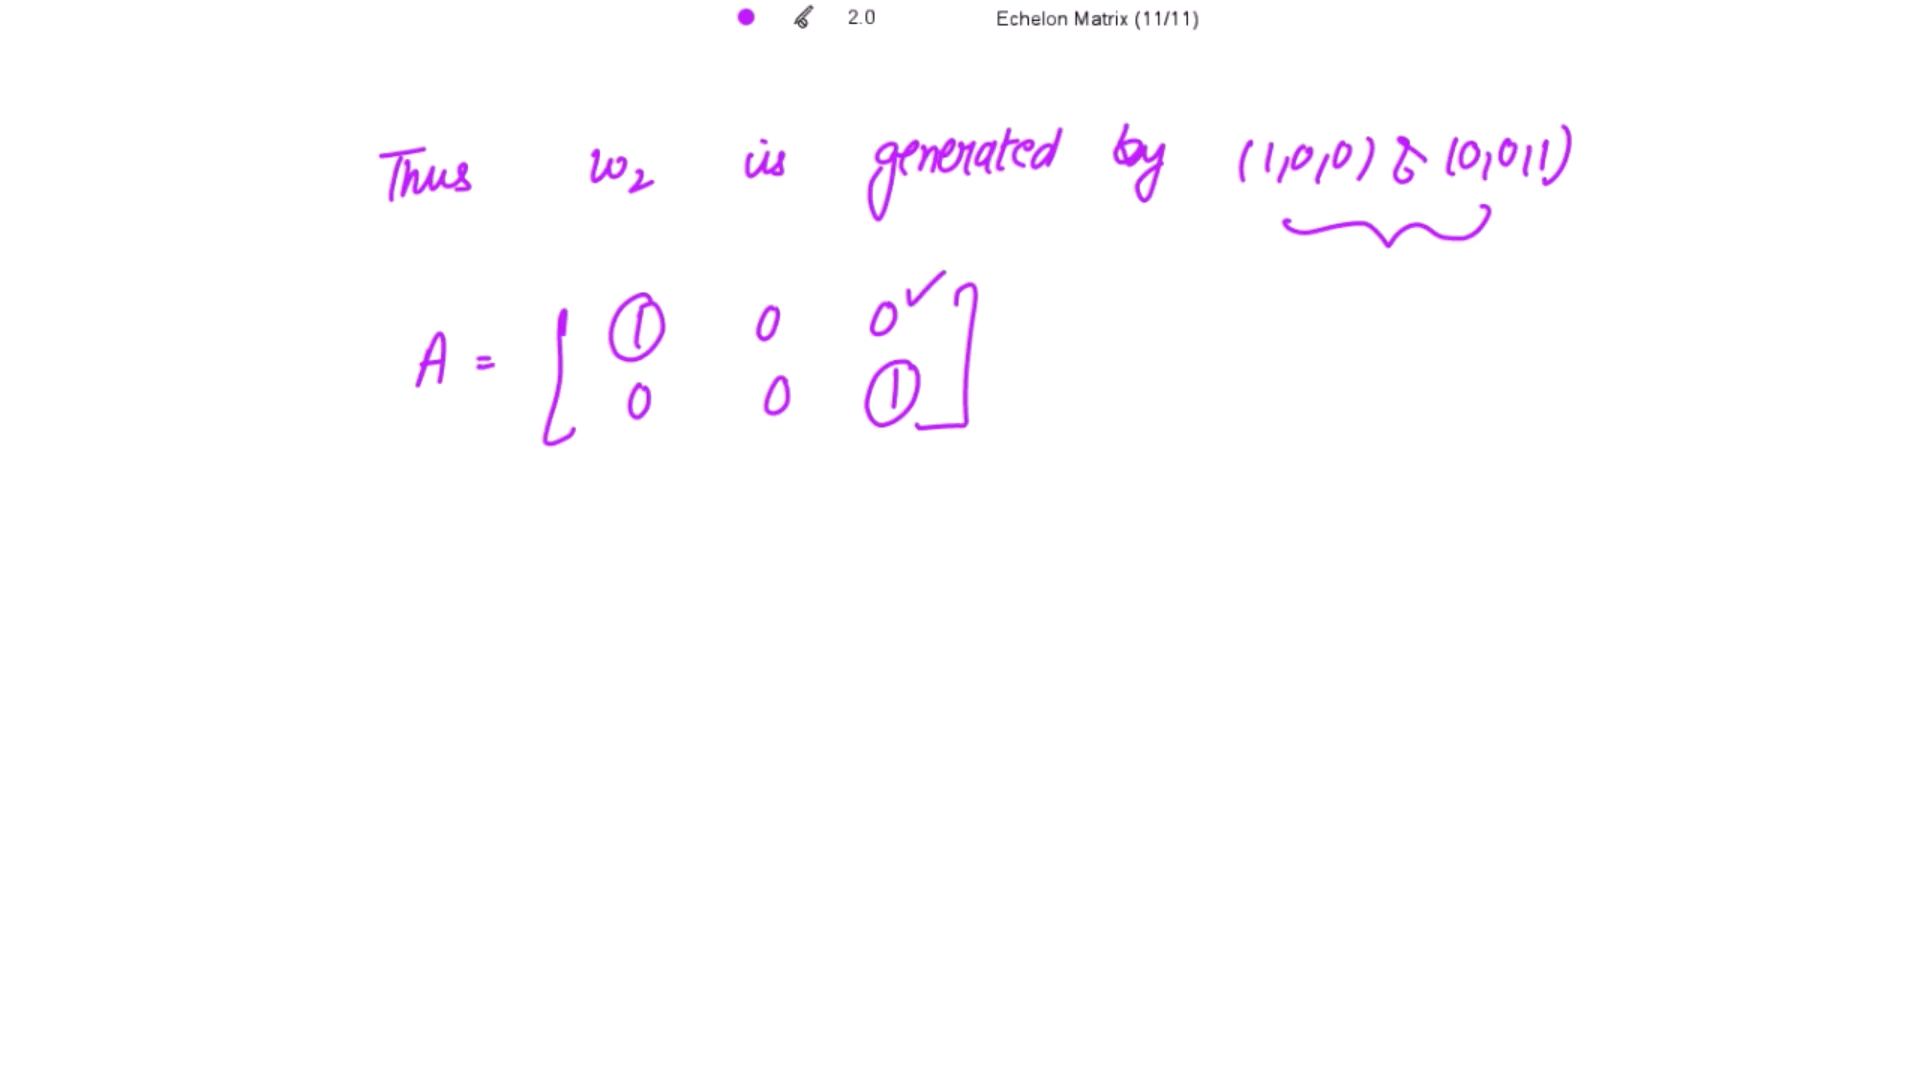 2.0 Echelon Matrix (11/11)
Thus w₂ is generated by (1,0,0) & (0,0,1)
A = [ 1 0 0 ✓
0 0 1 ]